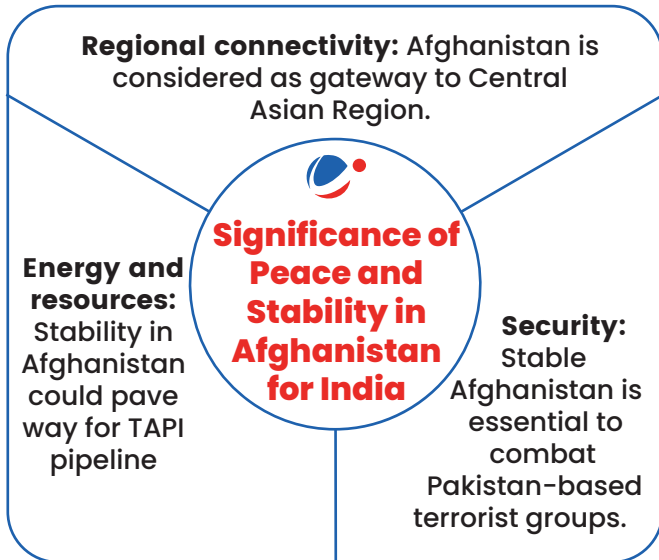 Regional connectivity: Afghanistan is
considered as gateway to Central
Asian Region.
Significance of
Peace and
Stability in
Afghanistan
for India
Energy and
resources:
Stability in
Afghanistan
could pave
way for TAPI
pipeline
Security:
Stable
Afghanistan is
essential to
combat
Pakistan-based
terrorist groups.